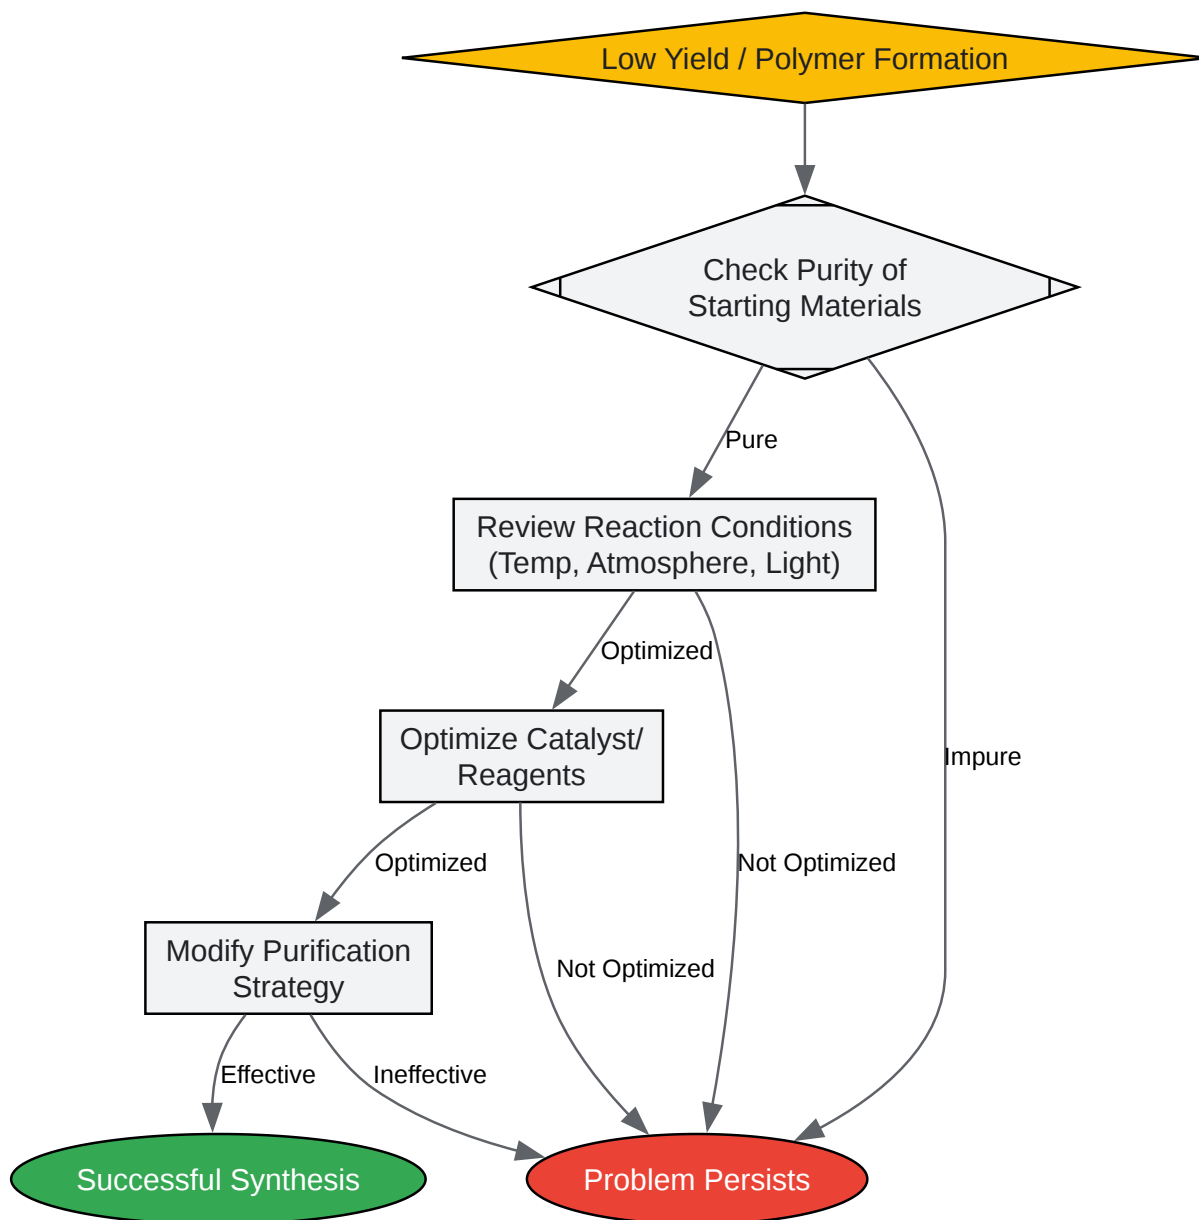 Low Yield / Polymer Formation
Check Purity of
Starting Materials
Pure
Review Reaction Conditions
(Temp, Atmosphere, Light)
Optimized
Optimize Catalyst/
Reagents
Impure
Optimized
Not Optimized
Modify Purification
Strategy
Not Optimized
Effective
Ineffective
Successful Synthesis
Problem Persists